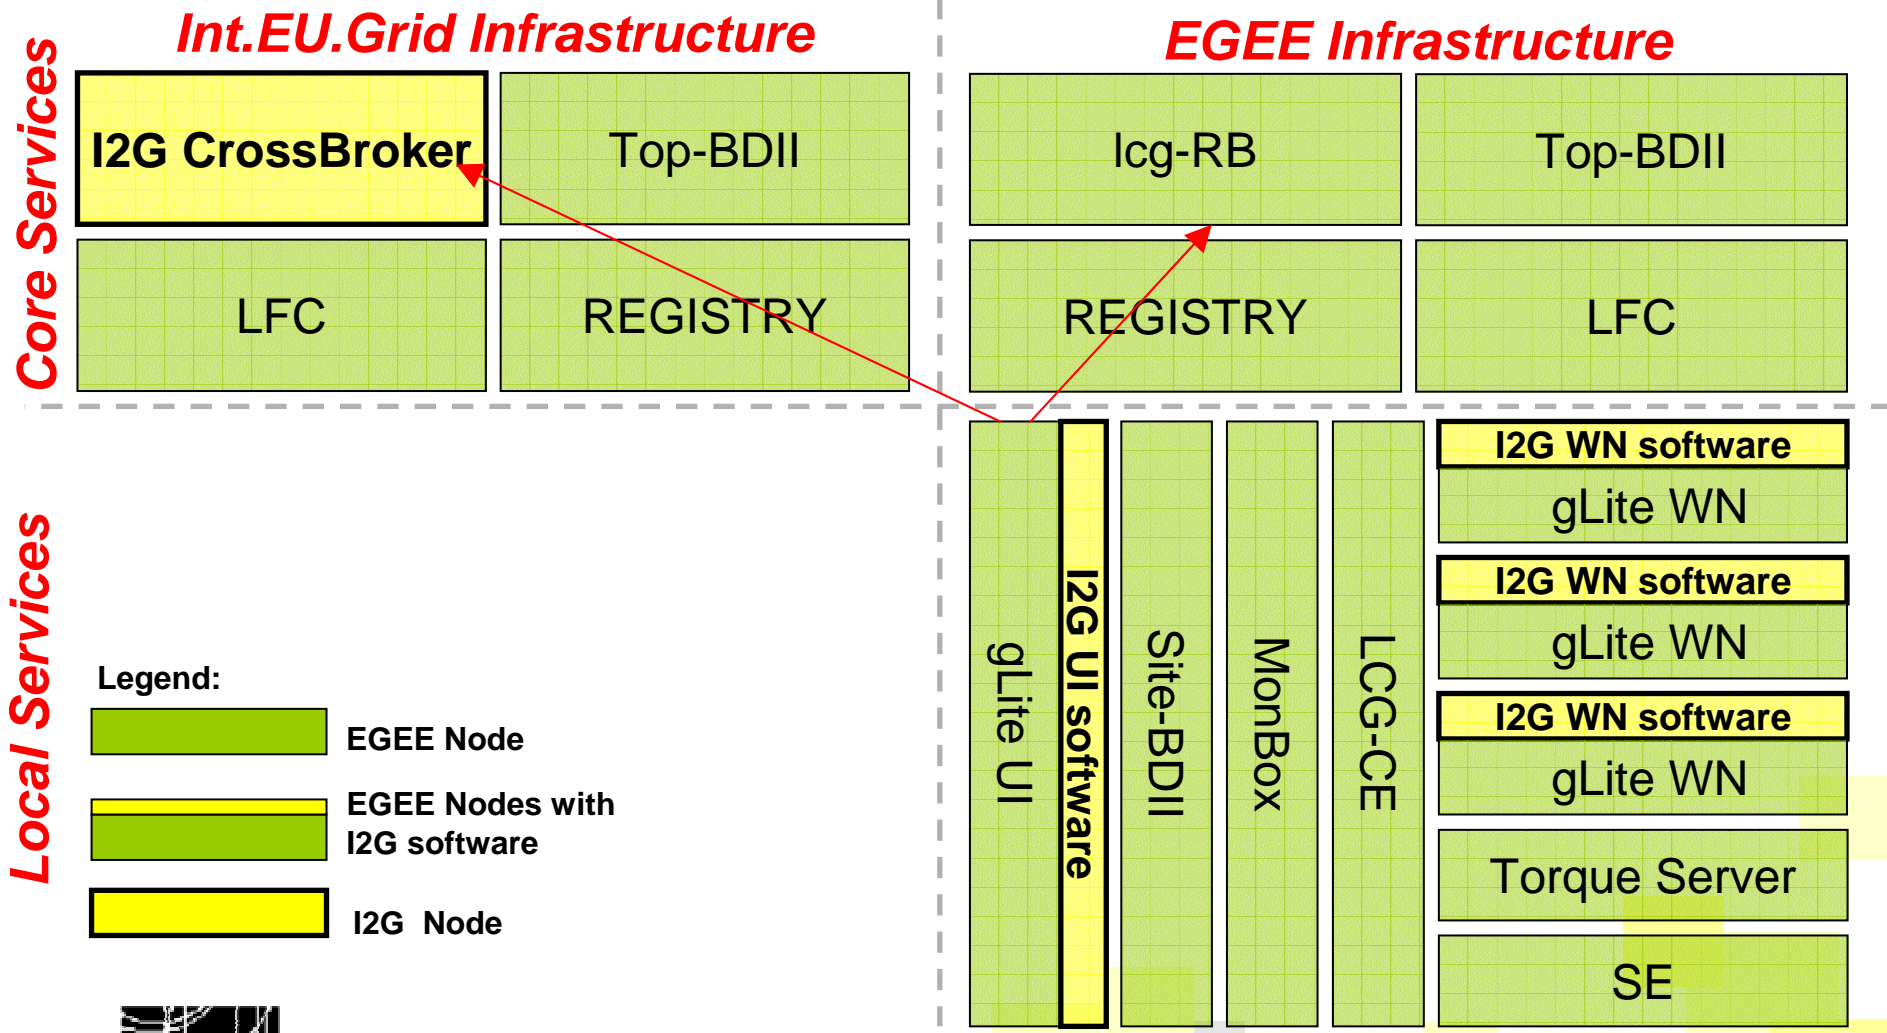 Int.EU.Grid Infrastructure
EGEE Infrastructure
Core Services
I2G CrossBroker
Top-BDII
lcg-RB
Top-BDII
LFC
REGISTRY
REGISTRY
LFC
Local Services
gLite UI
I2G UI software
Site-BDII
MonBox
LCG-CE
I2G WN software
gLite WN
I2G WN software
gLite WN
I2G WN software
gLite WN
Torque Server
SE
Legend:
EGEE Node
EGEE Nodes with
I2G software
I2G Node